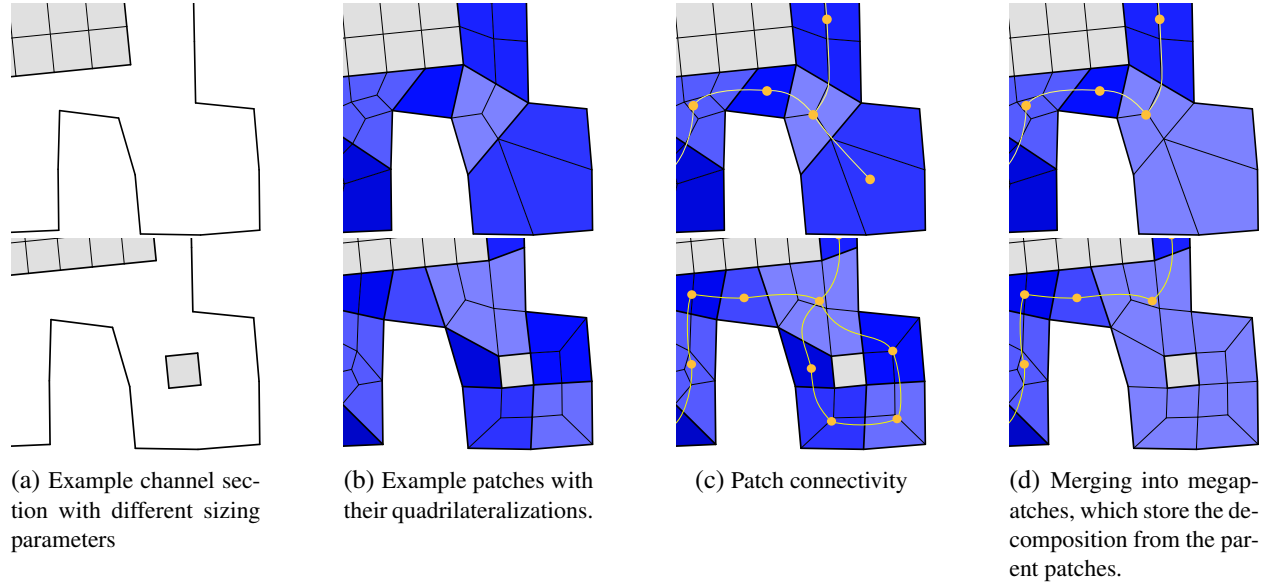 (a) Example channel sec-
tion with different sizing
parameters
(b) Example patches with
their quadrilateralizations.
(c) Patch connectivity
(d) Merging into megap-
atches, which store the de-
composition from the par-
ent patches.